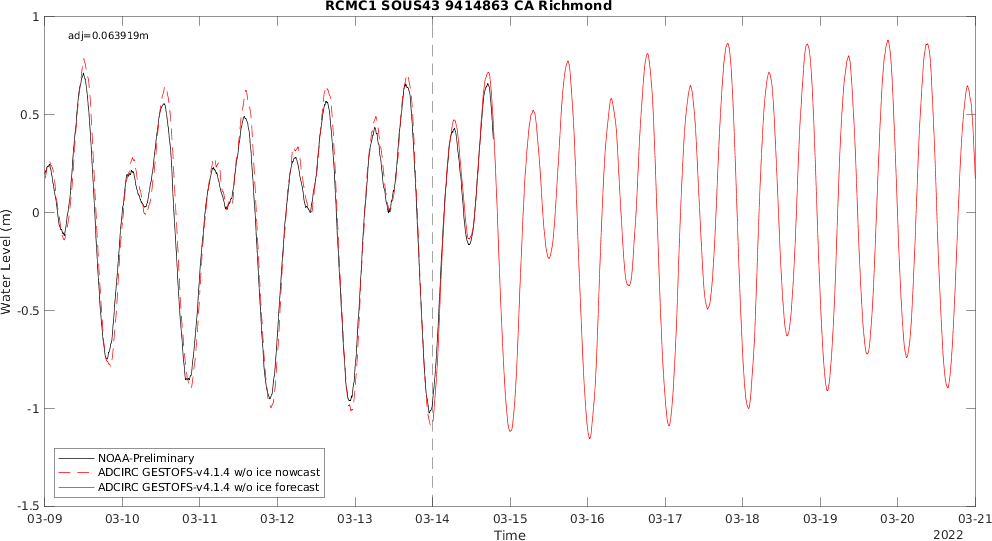 RCMC1 SOUS43 9414863 CA Richmond
adj=0.063919m
1
0.5
0
-0.5
-1
-1.5
Water Level (m)
NOAA-Preliminary
ADCIRC GESTOFS-v4.1.4 w/o ice nowcast
ADCIRC GESTOFS-v4.1.4 w/o ice forecast
03-09 03-10 03-11 03-12 03-13 03-14 03-15 03-16 03-17 03-18 03-19 03-20 03-21
Time
2022